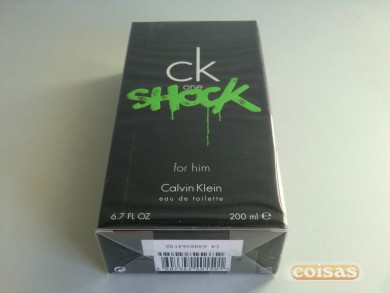 ck
one
SHOCK
for him
Calvin Klein
eau de toilette
6.7 FL OZ 200 ml ℮
coisas